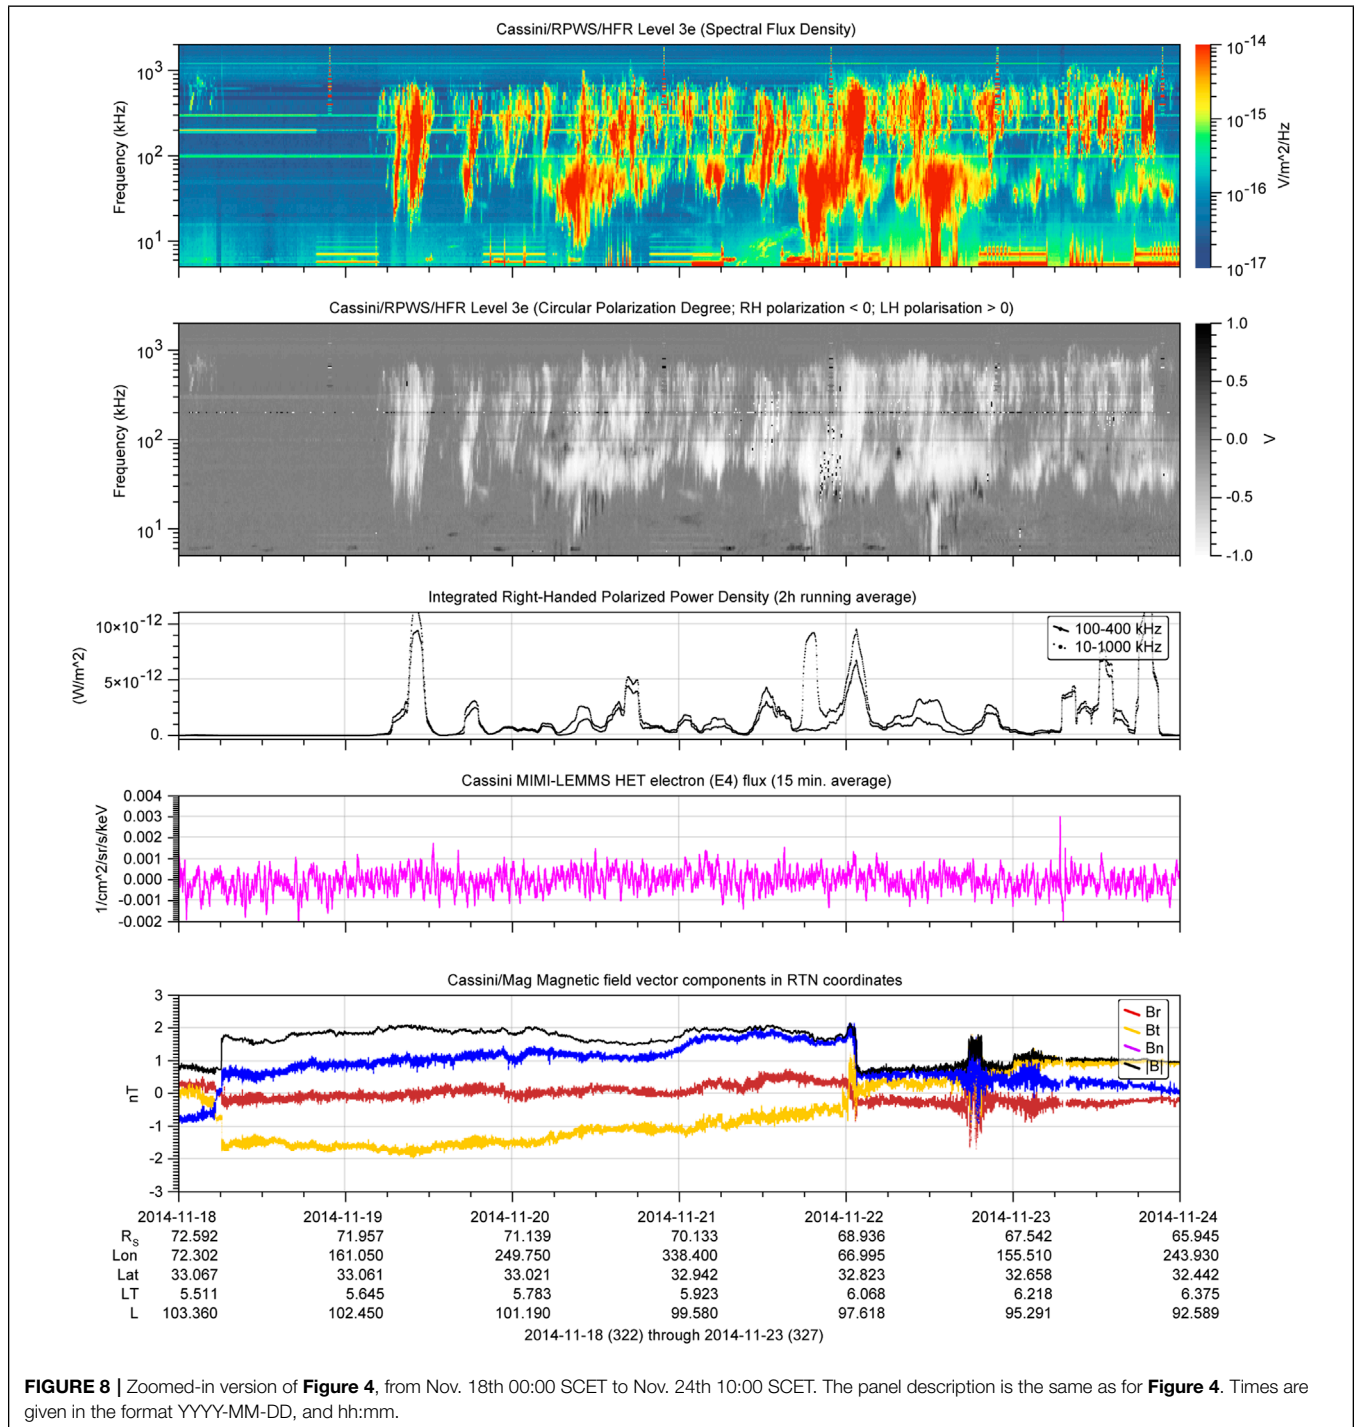 Cassini/RPWS/HFR Level 3e (Spectral Flux Density)
Frequency (kHz)
10³
10²
10¹
10⁻¹⁴
10⁻¹⁵
10⁻¹⁶
10⁻¹⁷
V/m^2/Hz
Cassini/RPWS/HFR Level 3e (Circular Polarization Degree; RH polarization < 0; LH polarisation > 0)
Frequency (kHz)
10³
10²
10¹
1.0
0.5
0.0
-0.5
-1.0
V
Integrated Right-Handed Polarized Power Density (2h running average)
(W/m^2)
10×10⁻¹²
5×10⁻¹²
0.
100-400 kHz
10-1000 kHz
Cassini MIMI-LEMMS HET electron (E4) flux (15 min. average)
1/cm^2/sr/s/keV
0.004
0.003
0.002
0.001
0.000
-0.001
-0.002
Cassini/Mag Magnetic field vector components in RTN coordinates
nT
3
2
1
0
-1
-2
-3
Br
Bt
Bn
|B|
2014-11-18 2014-11-19 2014-11-20 2014-11-21 2014-11-22 2014-11-23 2014-11-24
R_S 72.592 71.957 71.139 70.133 68.936 67.542 65.945
Lon 72.302 161.050 249.750 338.400 66.995 155.510 243.930
Lat 33.067 33.061 33.021 32.942 32.823 32.658 32.442
LT 5.511 5.645 5.783 5.923 6.068 6.218 6.375
L 103.360 102.450 101.190 99.580 97.618 95.291 92.589
2014-11-18 (322) through 2014-11-23 (327)
FIGURE 8 | Zoomed-in version of Figure 4, from Nov. 18th 00:00 SCET to Nov. 24th 10:00 SCET. The panel description is the same as for Figure 4. Times are
given in the format YYYY-MM-DD, and hh:mm.